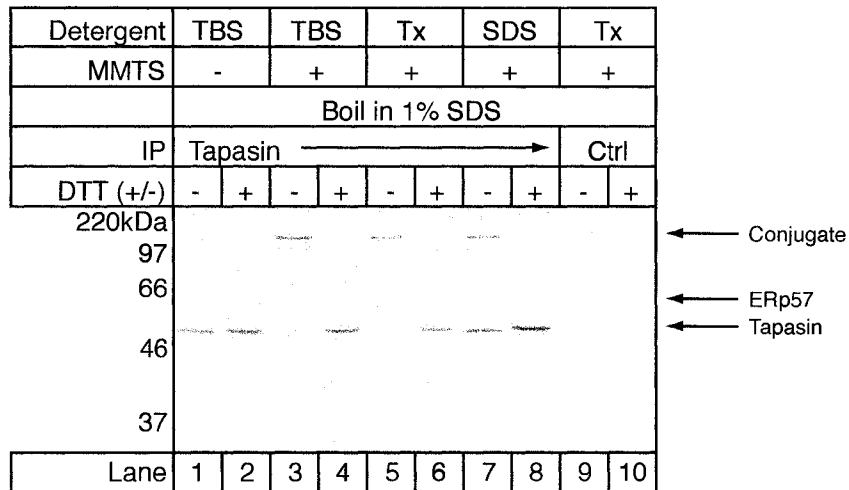 Detergent TBS TBS Tx SDS Tx
MMTS - + + + +
Boil in 1% SDS
IP Tapasin Ctrl
DTT (+/-) - + - + - + - + - +
220kDa
97
66
46
37
Conjugate
ERp57
Tapasin
Lane 1 2 3 4 5 6 7 8 9 10